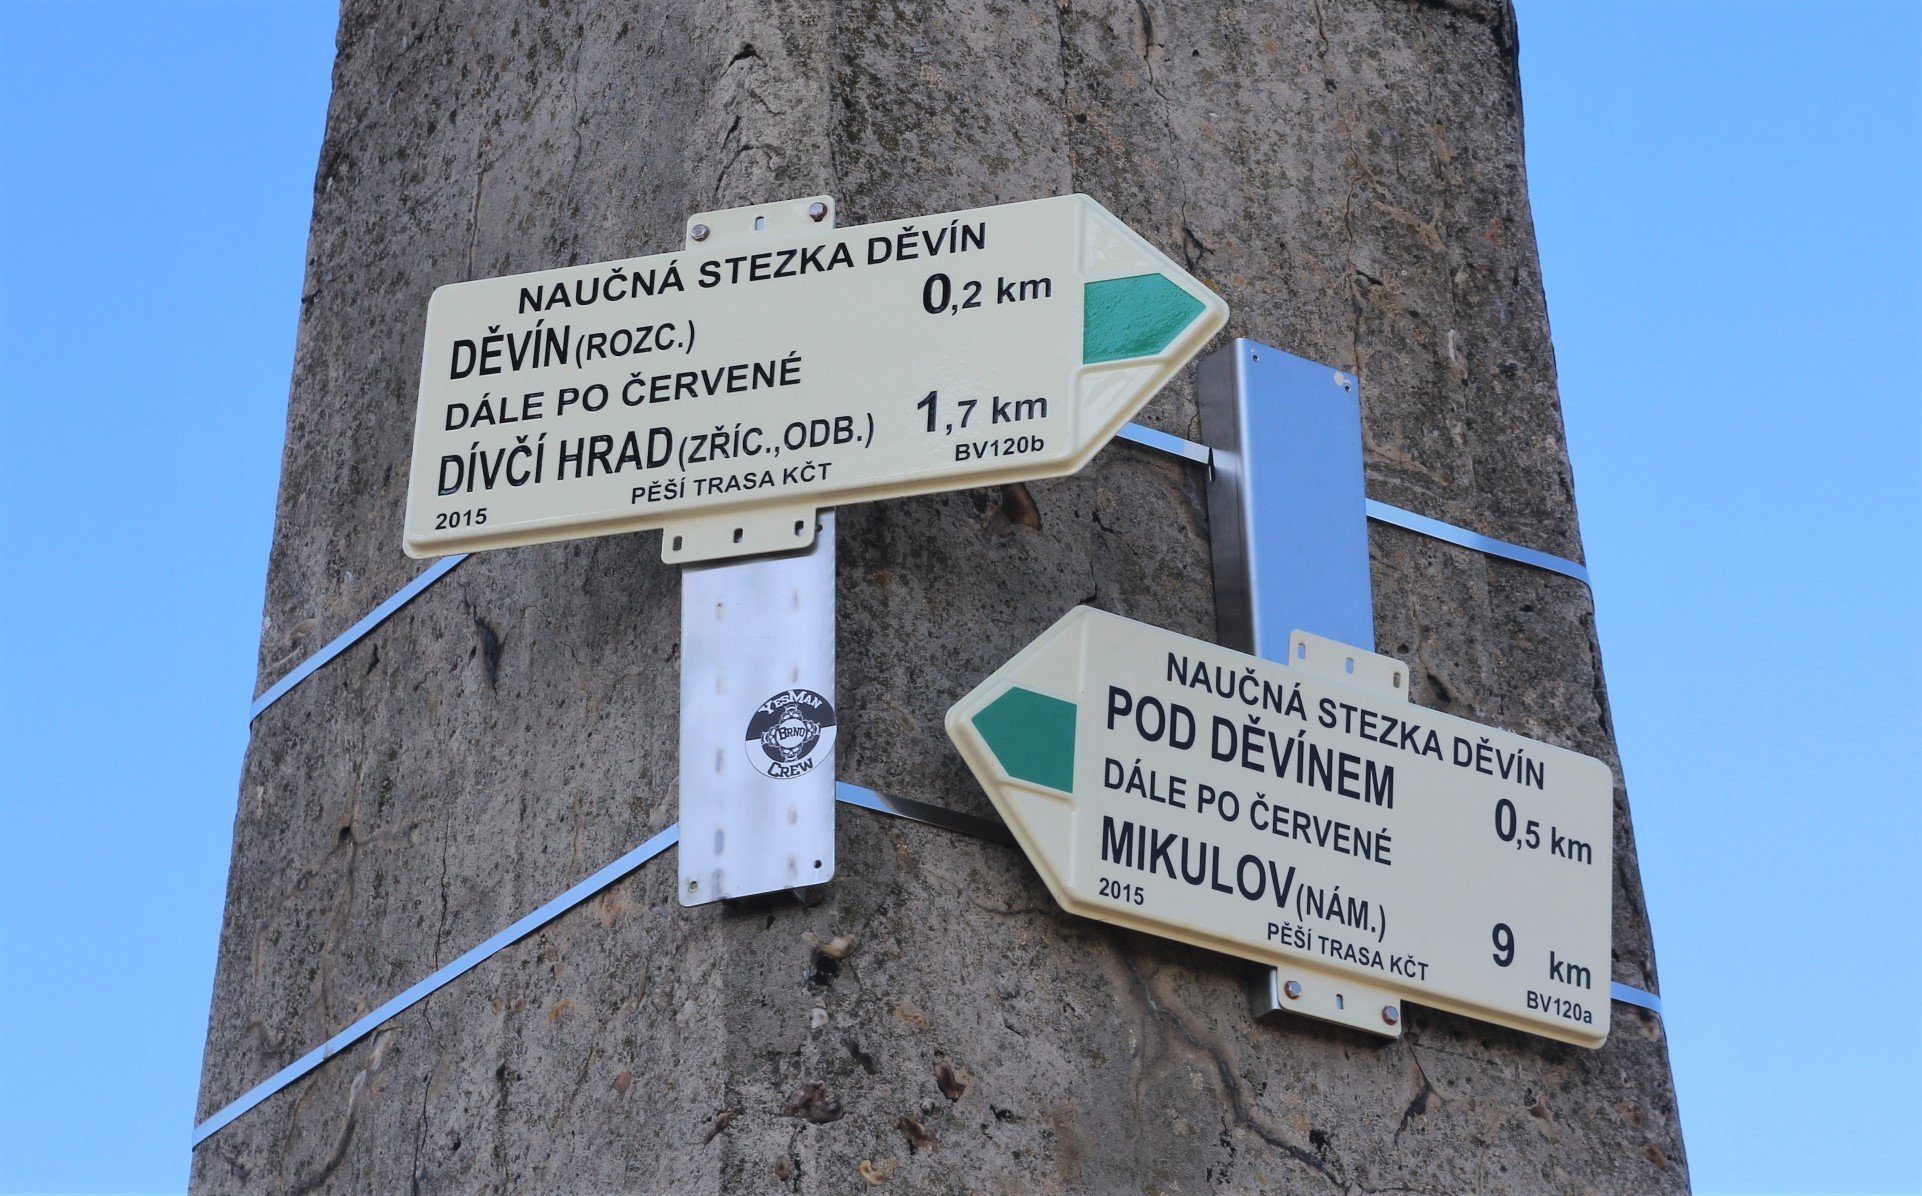 NAUČNÁ STEZKA DĚVÍN
DĚVÍN (ROZC.) 0,2 km
DÁLE PO ČERVENÉ
DÍVČÍ HRAD (ZŘÍC.,ODB.) 1,7 km
PĚŠÍ TRASA KČT BV120b
2015
YESMAN
BRNO
CREW
NAUČNÁ STEZKA DĚVÍN
POD DĚVÍNEM 0,5 km
DÁLE PO ČERVENÉ
MIKULOV (NÁM.) 9 km
2015 PĚŠÍ TRASA KČT BV120a